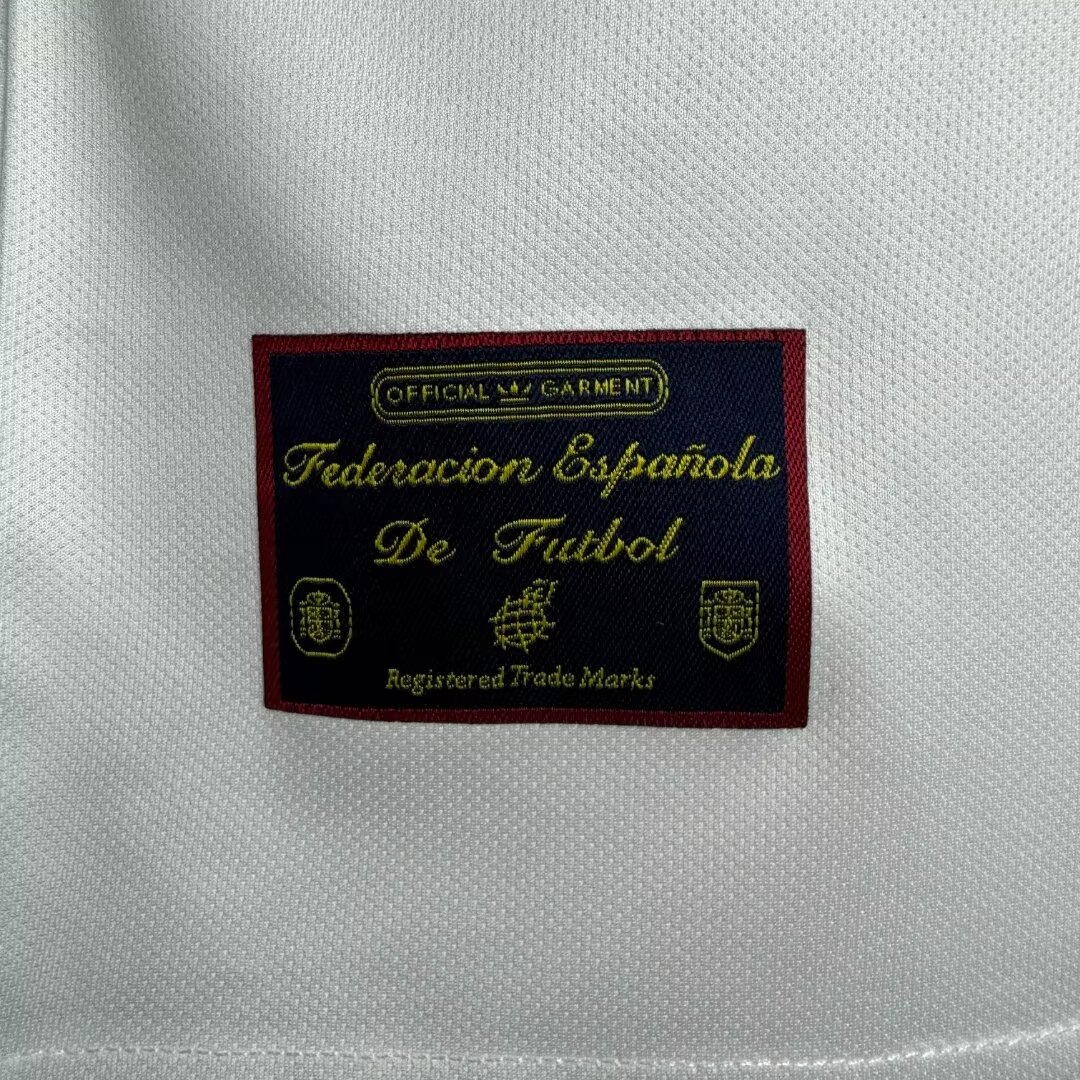 OFFICIAL GARMENT
Federacion Española
De Futbol
Registered Trade Marks